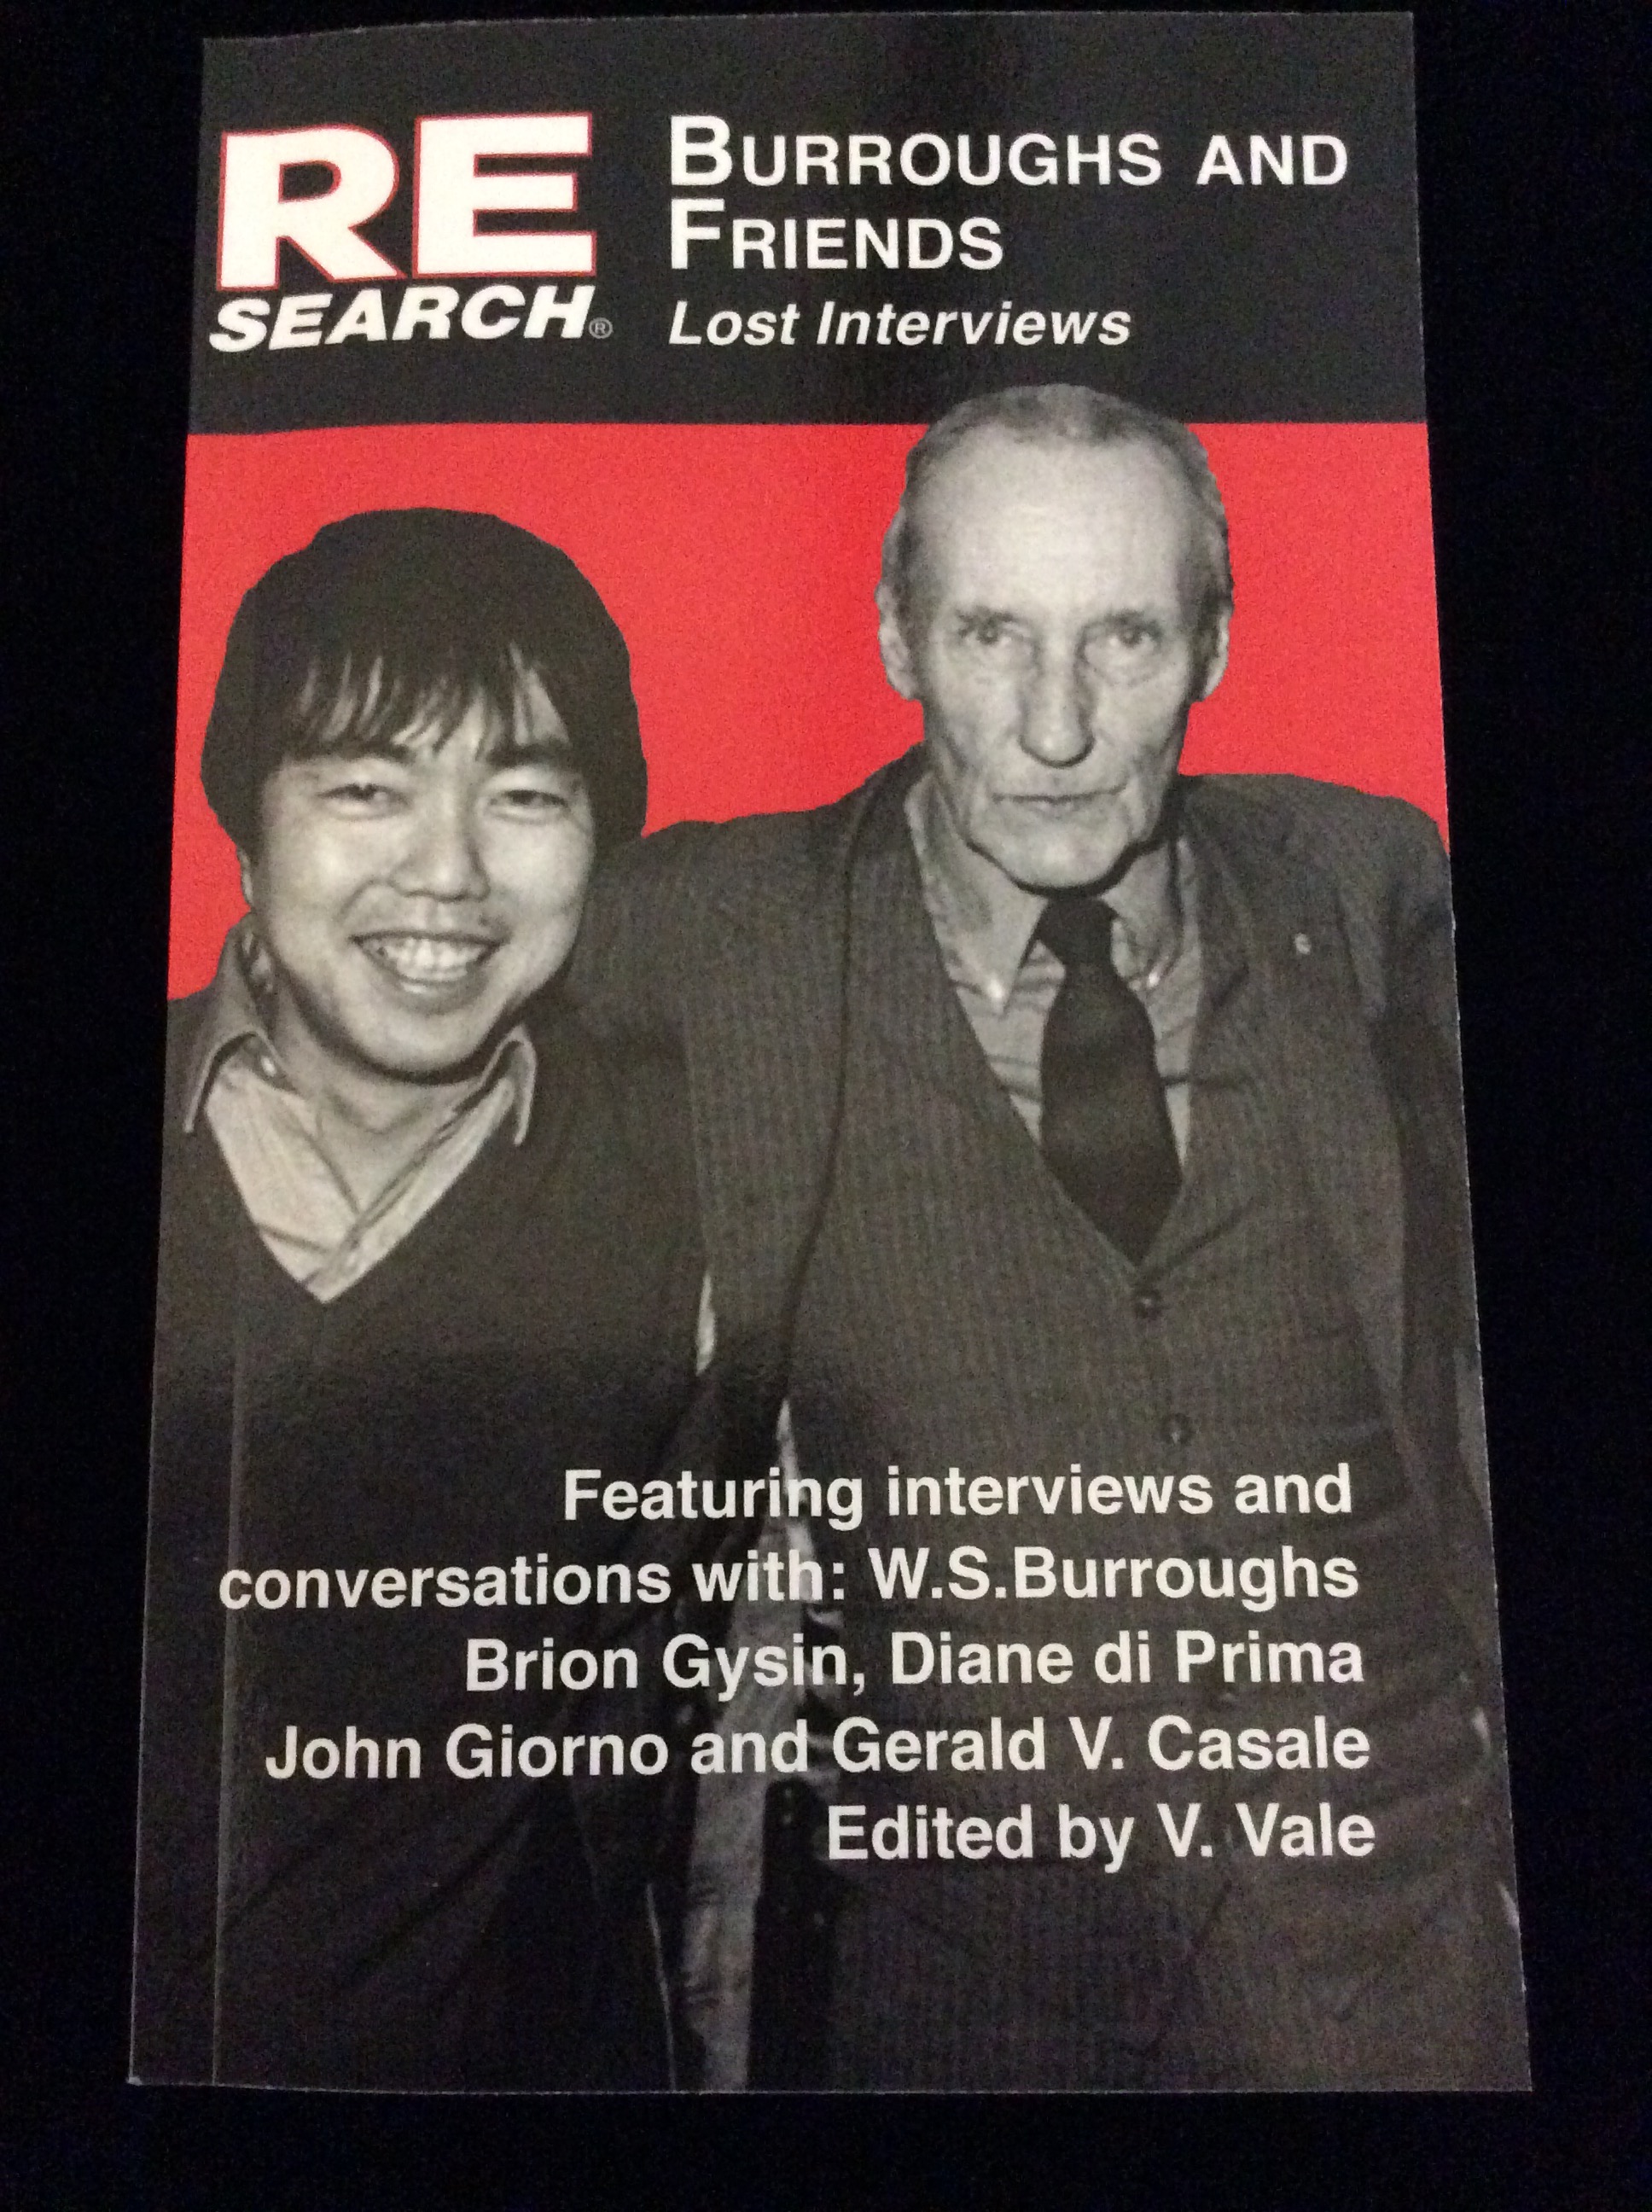 RE
SEARCH®
BURROUGHS AND
FRIENDS
Lost Interviews
Featuring interviews and
conversations with: W.S.Burroughs
Brion Gysin, Diane di Prima
John Giorno and Gerald V. Casale
Edited by V. Vale